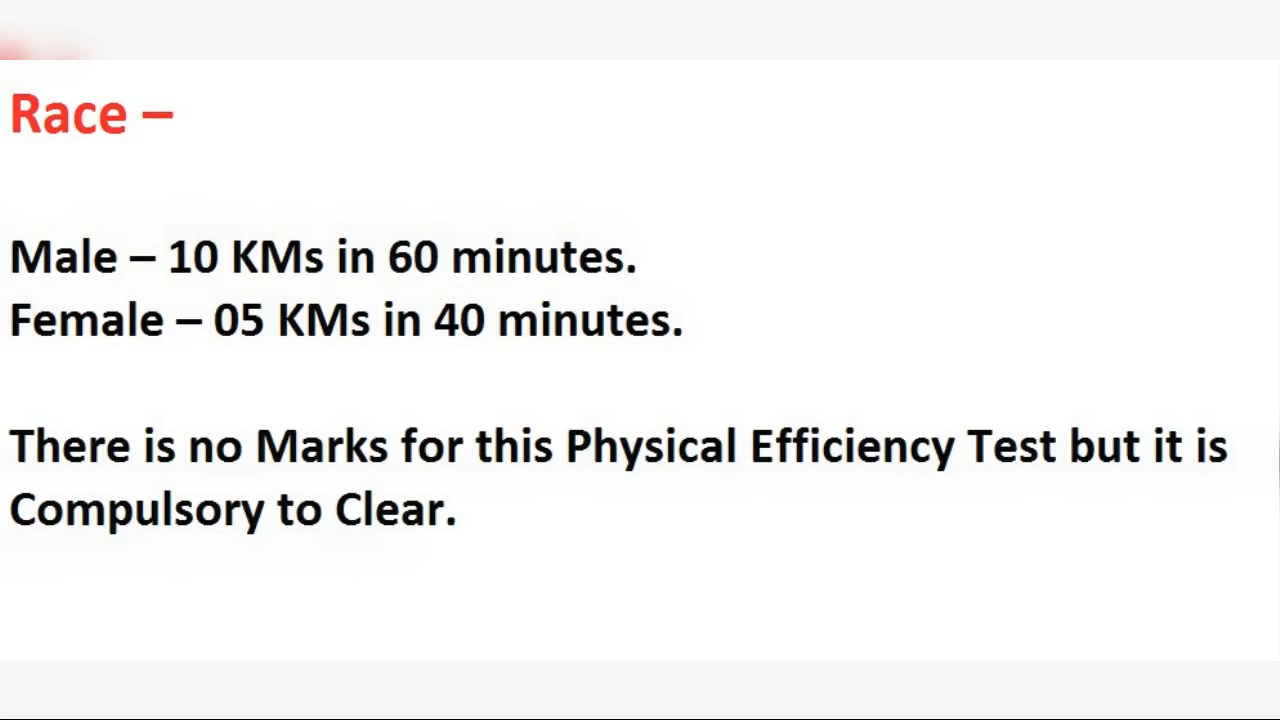 Race –
Male – 10 KMs in 60 minutes.
Female – 05 KMs in 40 minutes.
There is no Marks for this Physical Efficiency Test but it is
Compulsory to Clear.